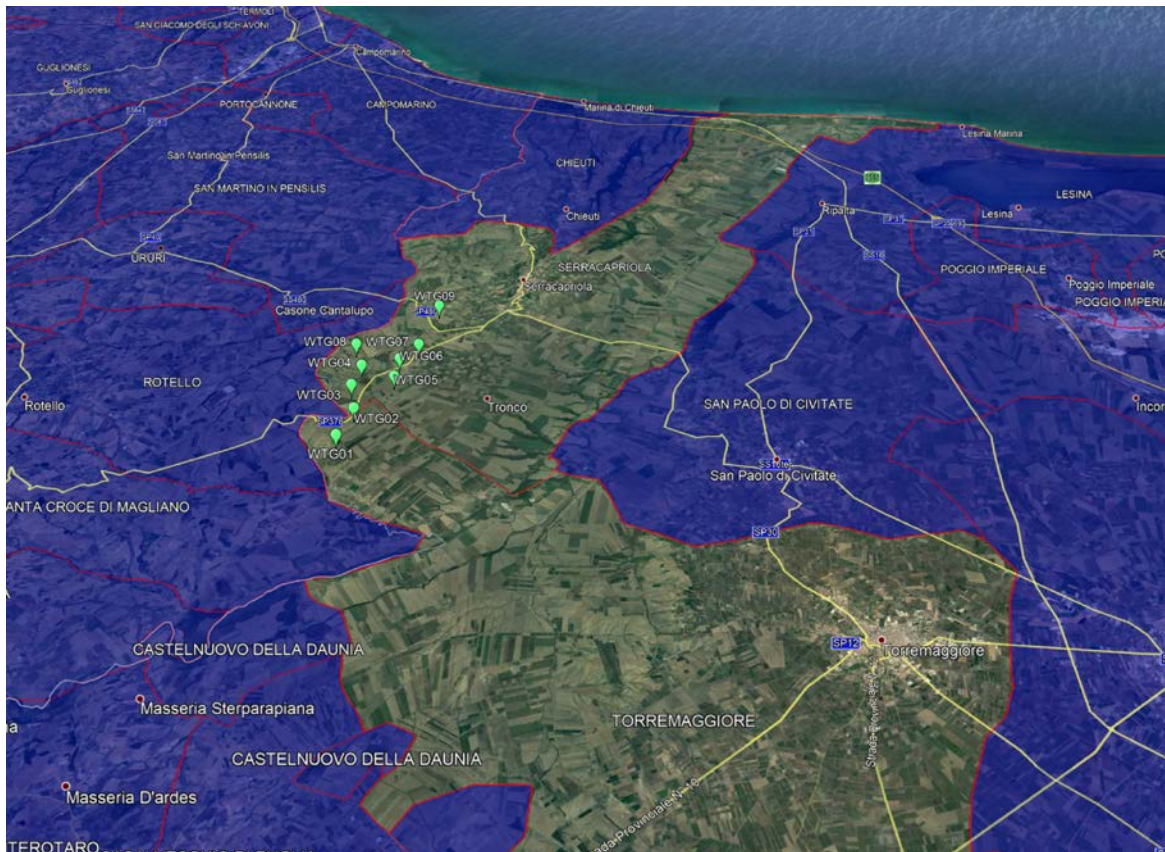 TERMOLI
SAN GIACOMO DEGLI SCHIAVONI
Campomarino
GUGLIONESI
Guglionesi
PORTOCANNONE
CAMPOMARINO
Marina di Chieuti
Lesina Marina
San Martino in Pensilis
CHIEUTI
SAN MARTINO IN PENSILIS
LESINA
Chieuti
Ripalta
Lesina
SP40
URURI
SERRACAPRIOLA
POGGIO IMPERIALE
Serracapriola
Poggio Imperiale
WTG09
Casone Cantalupo
POGGIO IMPERIA
WTG08
WTG07
WTG06
WTG04
ROTELLO
WTG05
WTG03
Rotello
Tronco
SAN PAOLO DI CIVITATE
Incor
WTG02
SP376
WTG01
San Paolo di Civitate
ANTA CROCE DI MAGLIANO
SP30
CASTELNUOVO DELLA DAUNIA
SP12
Torremaggiore
Masseria Sterparapiana
TORREMAGGIORE
CASTELNUOVO DELLA DAUNIA
Masseria D'ardes
TEROTARO